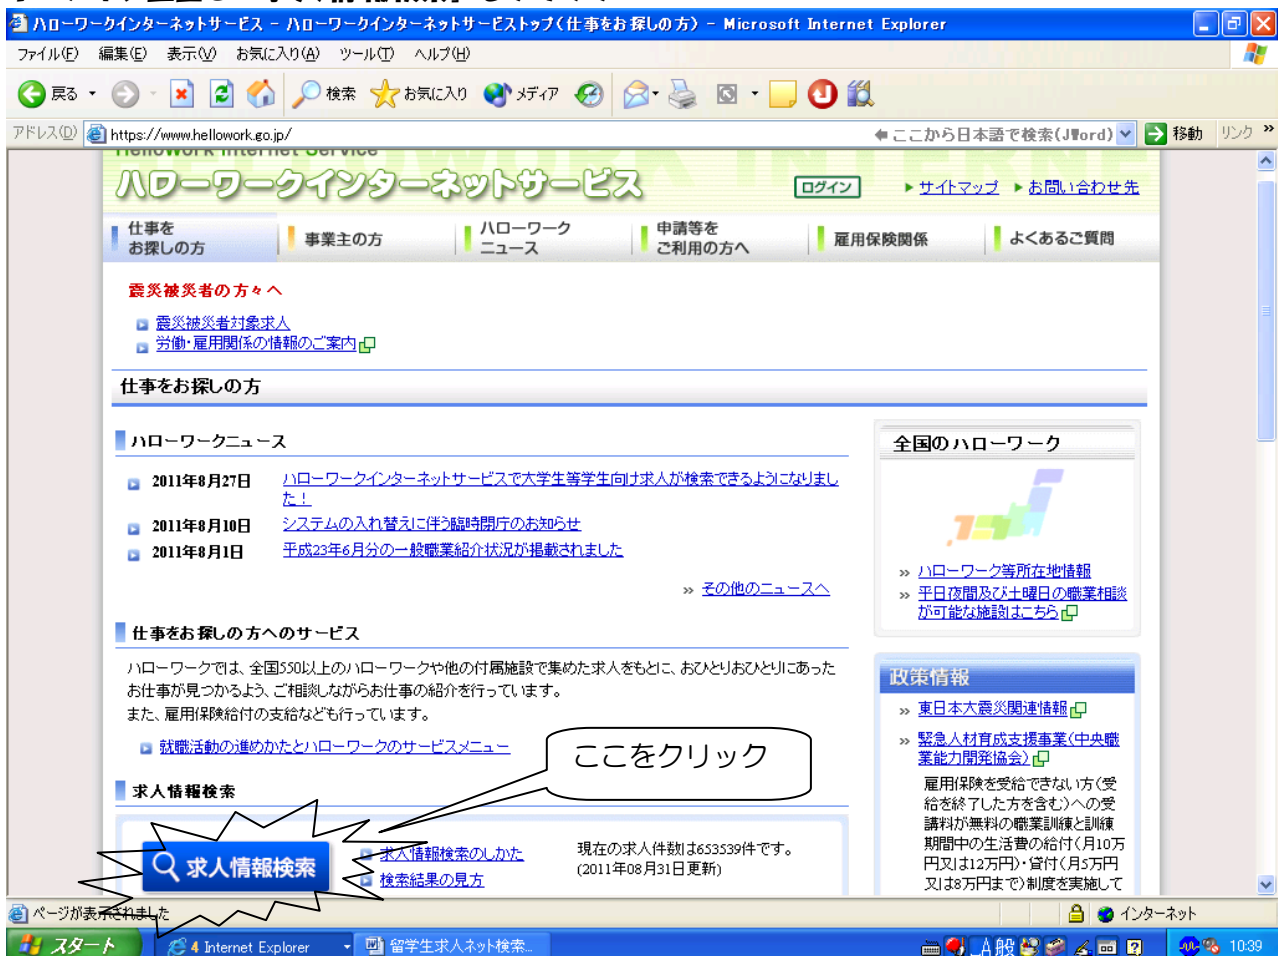 ハローワークインターネットサービス - ハローワークインターネットサービストップ(仕事をお探しの方) - Microsoft Internet Explorer
ファイル(F) 編集(E) 表示(V) お気に入り(A) ツール(T) ヘルプ(H)
戻る 検索 お気に入り メディア
アドレス(D) https://www.hellowork.go.jp/ ここから日本語で検索(JWord) 移動 リンク »
HelloWork Internet Service
ハローワークインターネットサービス ログイン サイトマップ お問い合わせ先
仕事を
お探しの方
事業主の方
ハローワーク
ニュース
申請等を
ご利用の方へ
雇用保険関係
よくあるご質問
震災被災者の方々へ
震災被災者対象求人
労働・雇用関係の情報のご案内
仕事をお探しの方
ハローワークニュース
2011年8月27日 ハローワークインターネットサービスで大学生等学生向け求人が検索できるようになりまし
た!
2011年8月10日 システムの入れ替えに伴う臨時閉庁のお知らせ
2011年8月1日 平成23年6月分の一般職業紹介状況が掲載されました
» その他のニュースへ
仕事をお探しの方へのサービス
ハローワークでは、全国550以上のハローワークや他の付属施設で集めた求人をもとに、おひとりおひとりにあった
お仕事が見つかるよう、ご相談しながらお仕事の紹介を行っています。
また、雇用保険給付の支給なども行っています。
就職活動の進めかたとハローワークのサービスメニュー
ここをクリック
求人情報検索
求人情報検索
求人情報検索のしかた
検索結果の見方
現在の求人件数は653539件です。
(2011年08月31日更新)
全国のハローワーク
» ハローワーク等所在地情報
» 平日夜間及び土曜日の職業相談
が可能な施設はこちら
政策情報
» 東日本大震災関連情報
» 緊急人材育成支援事業(中央職
業能力開発協会)
雇用保険を受給できない方(受
給を終了した方を含む)への受
講料が無料の職業訓練と訓練
期間中の生活費の給付(月10万
円又は12万円)・貸付(月5万円
又は8万円まで)制度を実施して
ページが表示されました インターネット
スタート 4 Internet Explorer 留学生求人ネット検索... A 般 10:39